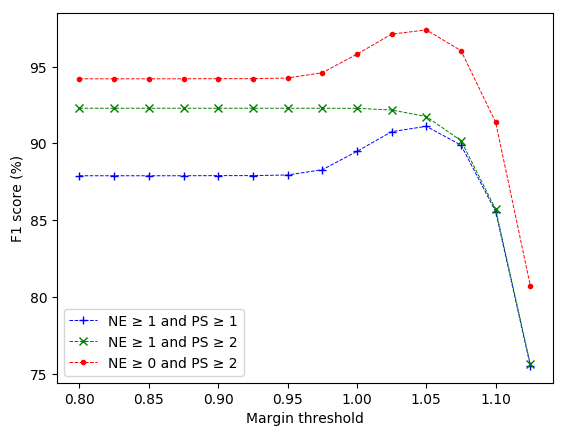 F1 score (%)
95
90
85
80
75
NE ≥ 1 and PS ≥ 1
NE ≥ 1 and PS ≥ 2
NE ≥ 0 and PS ≥ 2
0.80 0.85 0.90 0.95 1.00 1.05 1.10
Margin threshold